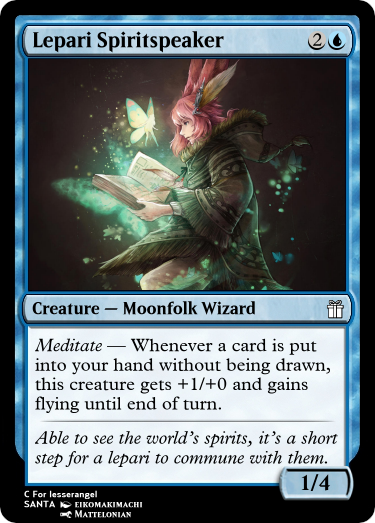 Lepari Spiritspeaker 2
Creature — Moonfolk Wizard
Meditate — Whenever a card is put
into your hand without being drawn,
this creature gets +1/+0 and gains
flying until end of turn.
Able to see the world's spirits, it's a short
step for a lepari to commune with them.
1/4
C For lesserangel
SANTA EIKOMAKIMACHI
MATTELONIAN